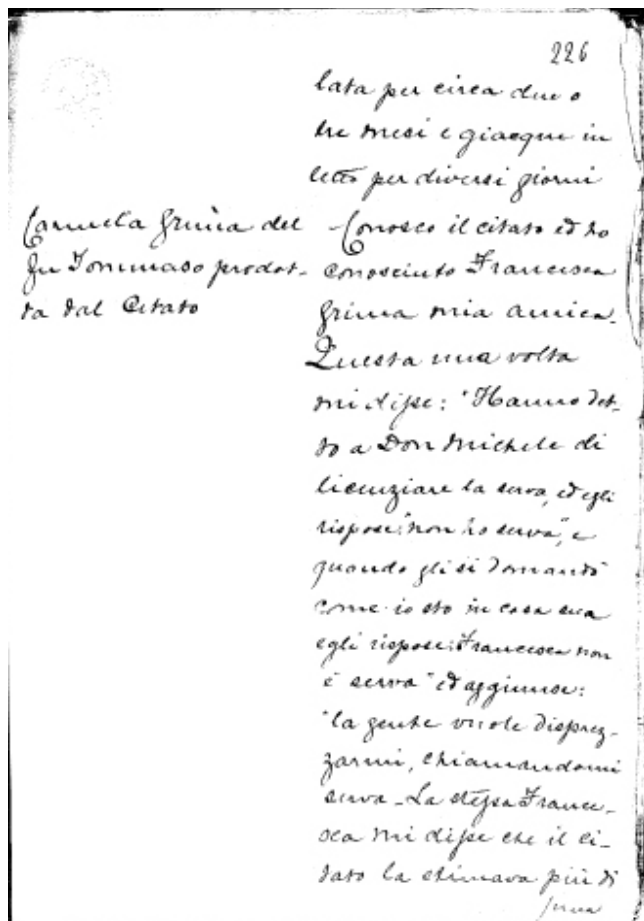 226
lata per circa due o
tre mesi e giacque in
letto per diversi giorni
Carmela Grima del
fu Tommaso prodot-
ta dal Citato
Conosco il citato ed ho
conosciuto Francesca
Grima mia amica.
Questa una volta
mi disse: "Hanno det-
to a Don Michele di
licenziare la serva, ed egli
rispose: "non ho serva", e
quando gli si domandò
come io sto in casa sua
egli rispose: Francesca non
è serva" ed aggiunse:
"la gente vuole disprez-
zarmi, chiamandomi
serva - La stessa France-
sca mi disse che il ci-
tato la stimava più di